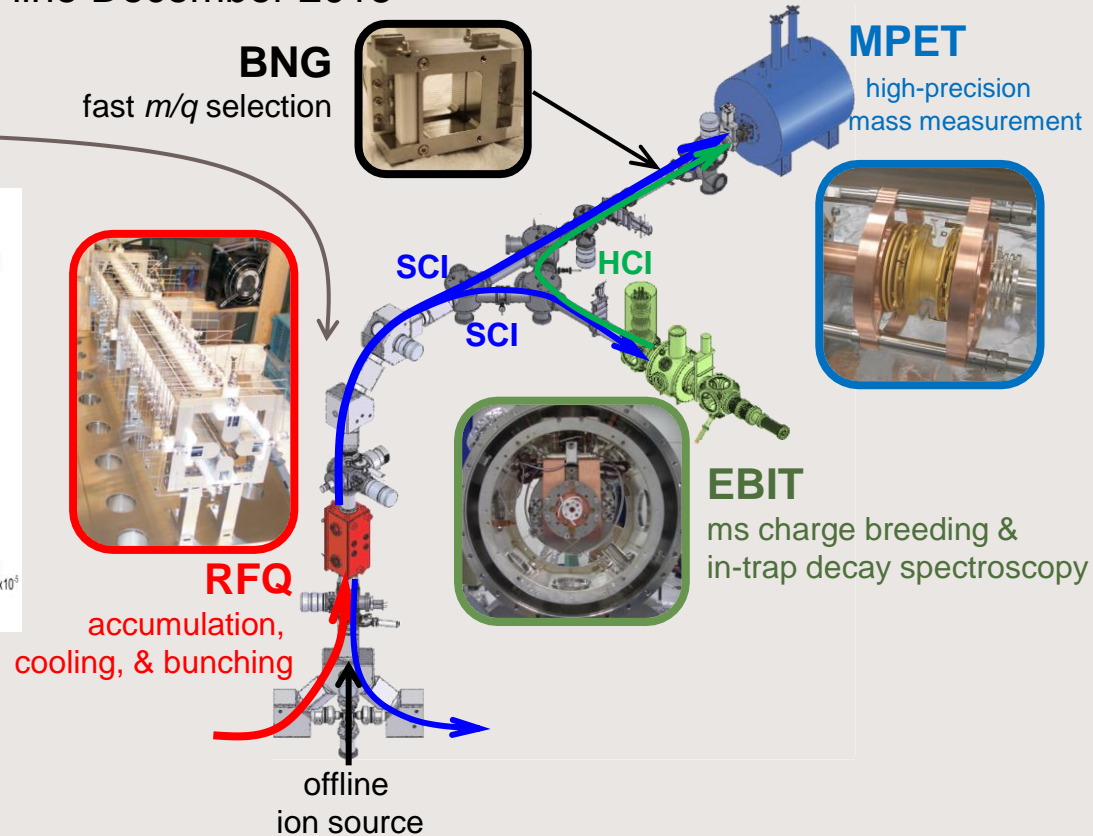 BNG
fast m/q selection
MPET
high-precision
mass measurement
SCI
HCI
SCI
EBIT
ms charge breeding &
in-trap decay spectroscopy
RFQ
accumulation,
cooling, & bunching
offline
ion source